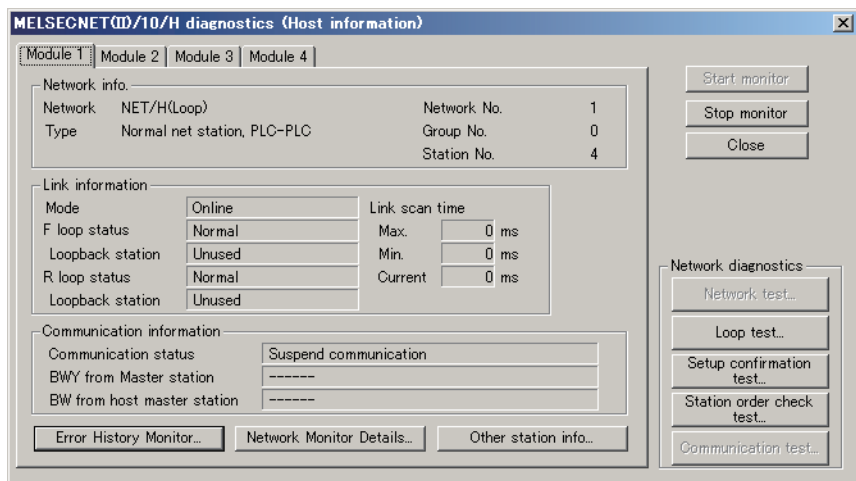 MELSECNET(II)/10/H diagnostics (Host information)
Module 1 Module 2 Module 3 Module 4
Network info.
Network NET/H(Loop) Network No. 1
Type Normal net station, PLC-PLC Group No. 0
Station No. 4
Link information
Mode Online Link scan time
F loop status Normal Max. 0 ms
Loopback station Unused Min. 0 ms
R loop status Normal Current 0 ms
Loopback station Unused
Communication information
Communication status Suspend communication
BWY from Master station ------
BW from host master station ------
Error History Monitor... Network Monitor Details... Other station info...
Start monitor
Stop monitor
Close
Network diagnostics
Network test...
Loop test...
Setup confirmation
test...
Station order check
test...
Communication test...